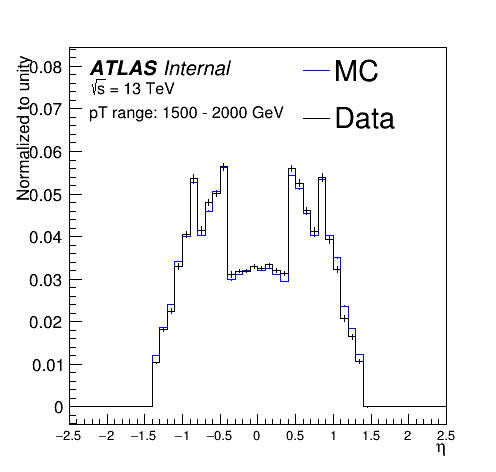 ATLAS Internal
√s = 13 TeV
pT range: 1500 - 2000 GeV
MC
Data
Normalized to unity
0.08
0.07
0.06
0.05
0.04
0.03
0.02
0.01
0
−2.5 −2 −1.5 −1 −0.5 0 0.5 1 1.5 2 2.5
η